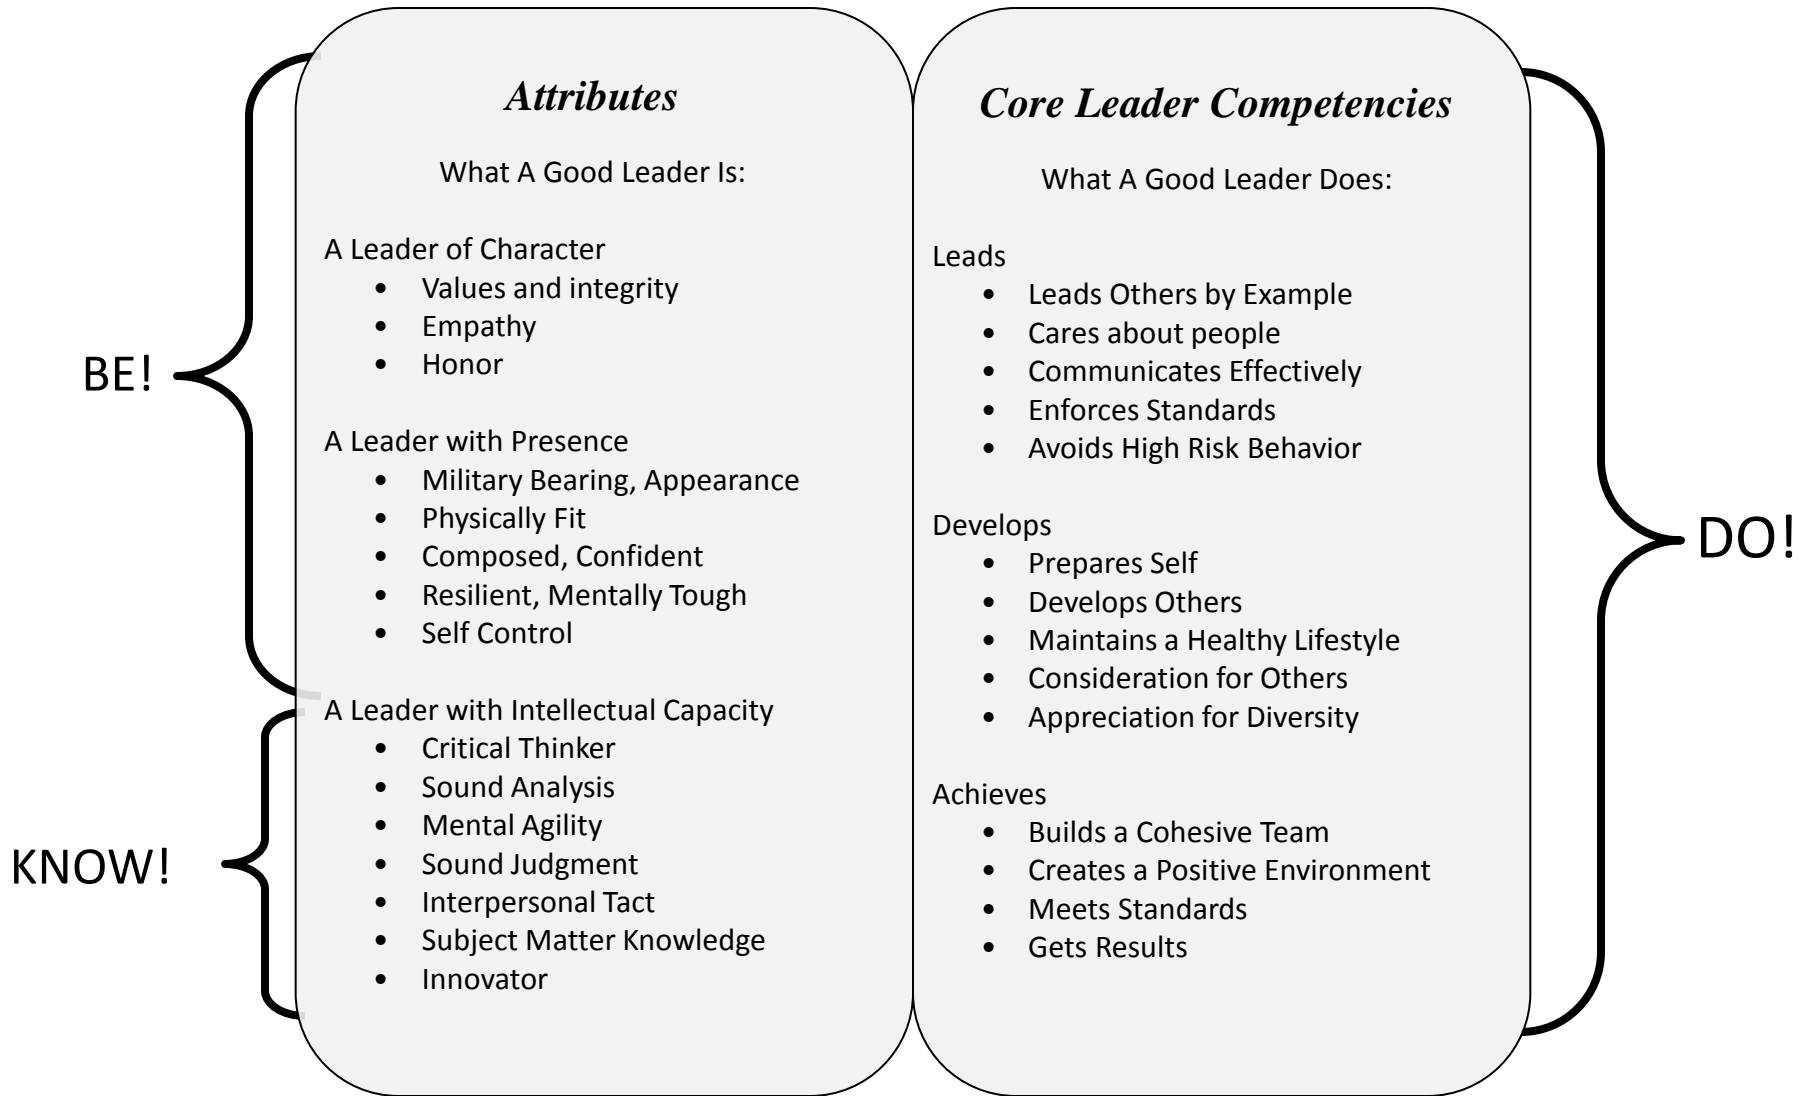 BE!
KNOW!
Attributes
What A Good Leader Is:
A Leader of Character
• Values and integrity
• Empathy
• Honor
A Leader with Presence
• Military Bearing, Appearance
• Physically Fit
• Composed, Confident
• Resilient, Mentally Tough
• Self Control
A Leader with Intellectual Capacity
• Critical Thinker
• Sound Analysis
• Mental Agility
• Sound Judgment
• Interpersonal Tact
• Subject Matter Knowledge
• Innovator
Core Leader Competencies
What A Good Leader Does:
Leads
• Leads Others by Example
• Cares about people
• Communicates Effectively
• Enforces Standards
• Avoids High Risk Behavior
Develops
• Prepares Self
• Develops Others
• Maintains a Healthy Lifestyle
• Consideration for Others
• Appreciation for Diversity
Achieves
• Builds a Cohesive Team
• Creates a Positive Environment
• Meets Standards
• Gets Results
DO!